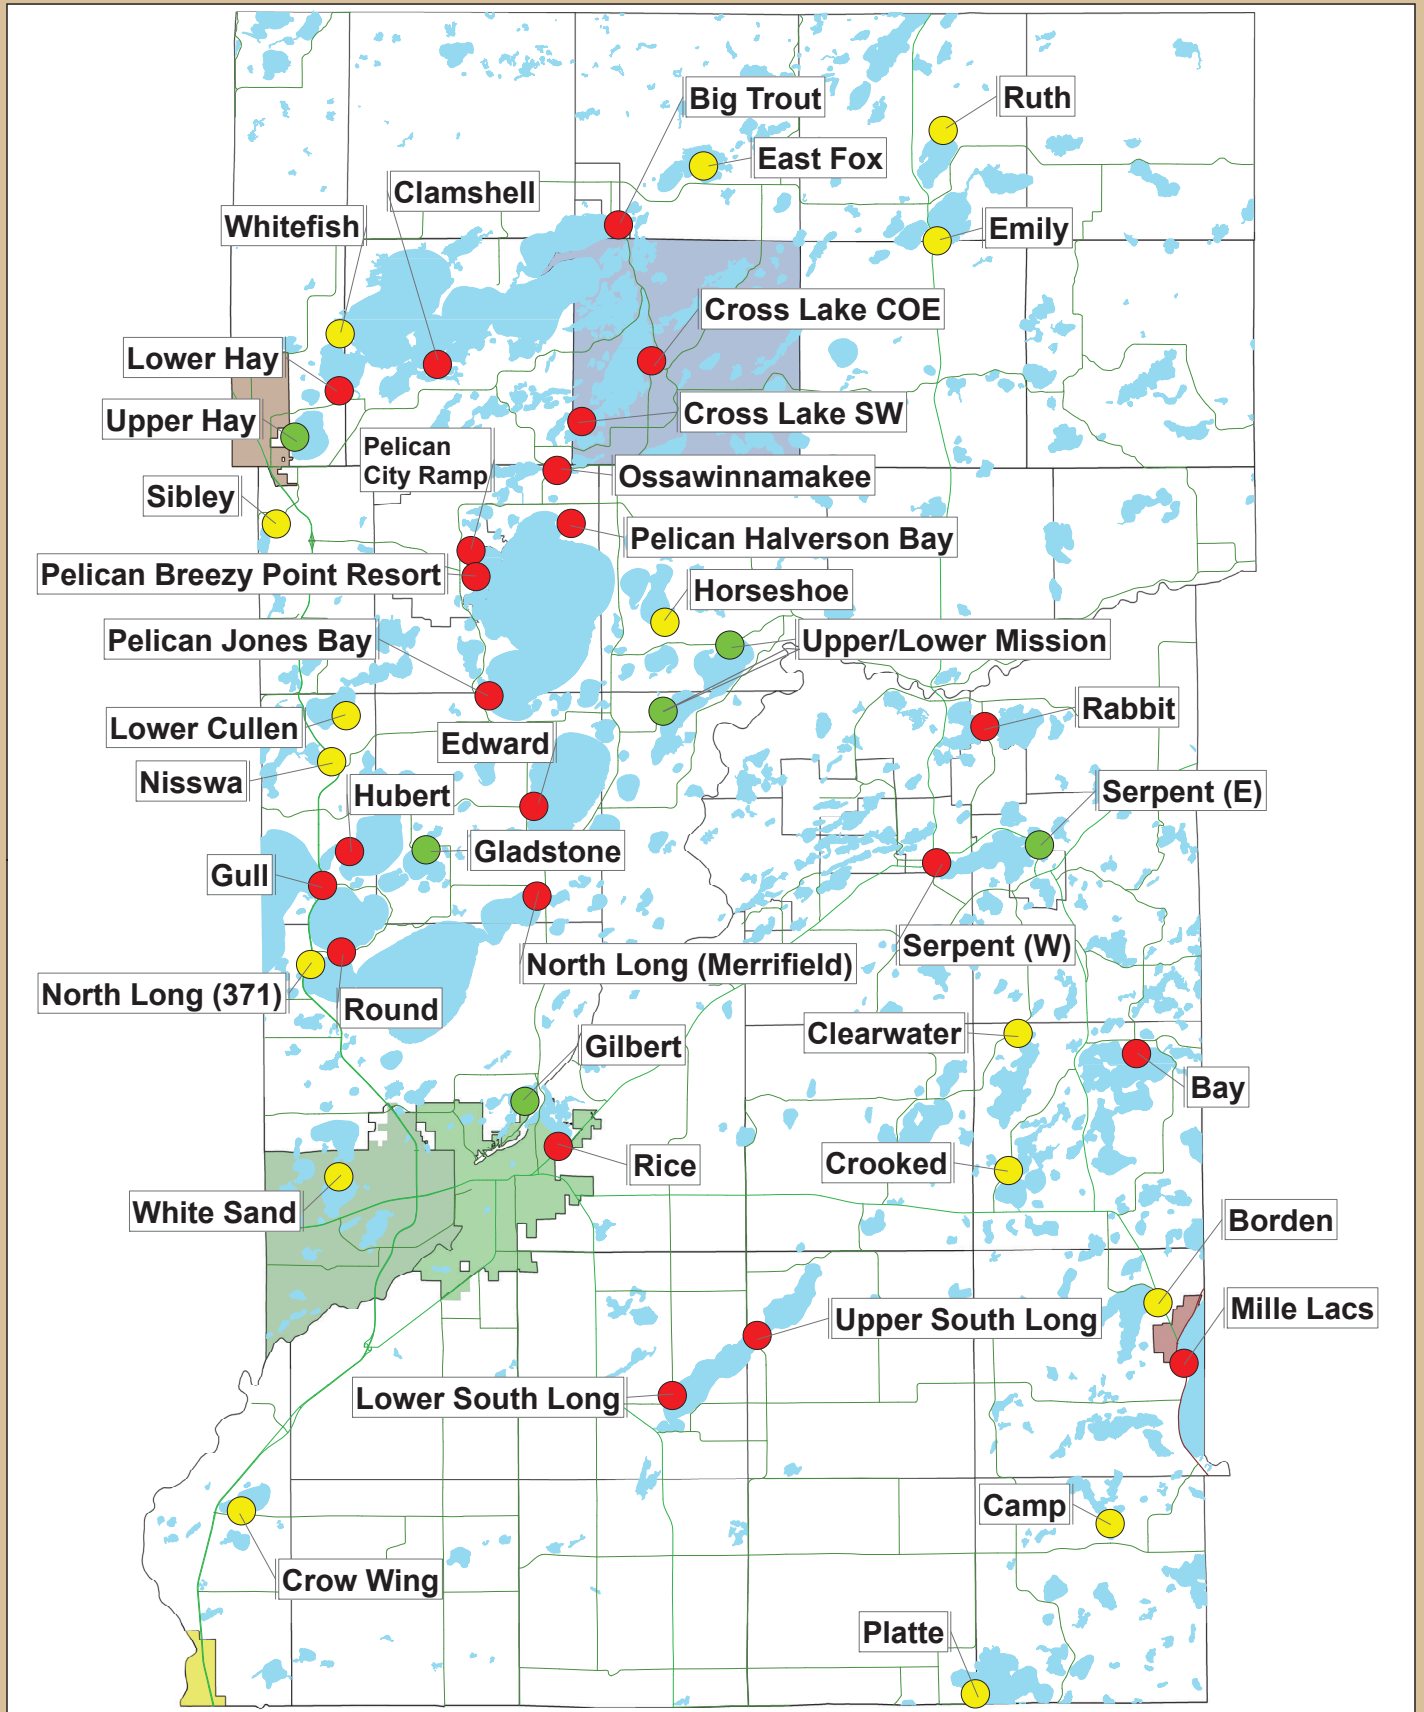 Big Trout
Ruth
East Fox
Clamshell
Whitefish
Emily
Cross Lake COE
Lower Hay
Upper Hay
Cross Lake SW
Pelican
City Ramp
Ossawinnamakee
Sibley
Pelican Halverson Bay
Pelican Breezy Point Resort
Horseshoe
Pelican Jones Bay
Upper/Lower Mission
Rabbit
Lower Cullen
Edward
Nisswa
Hubert
Serpent (E)
Gladstone
Gull
Serpent (W)
North Long (Merrifield)
North Long (371)
Round
Clearwater
Gilbert
Bay
Rice
Crooked
White Sand
Borden
Mille Lacs
Upper South Long
Lower South Long
Camp
Crow Wing
Platte